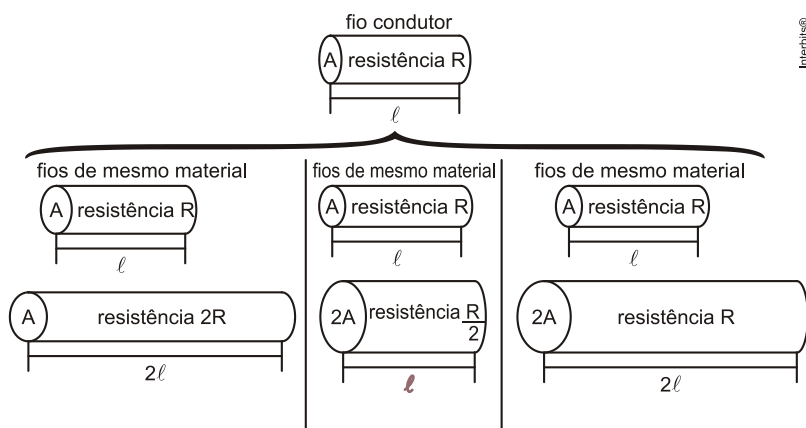 fio condutor
A resistência R
ℓ
fios de mesmo material
A resistência R
ℓ
A resistência 2R
2ℓ
fios de mesmo material
A resistência R
ℓ
2A resistência R/2
ℓ
fios de mesmo material
A resistência R
ℓ
2A resistência R
2ℓ
Interbits®